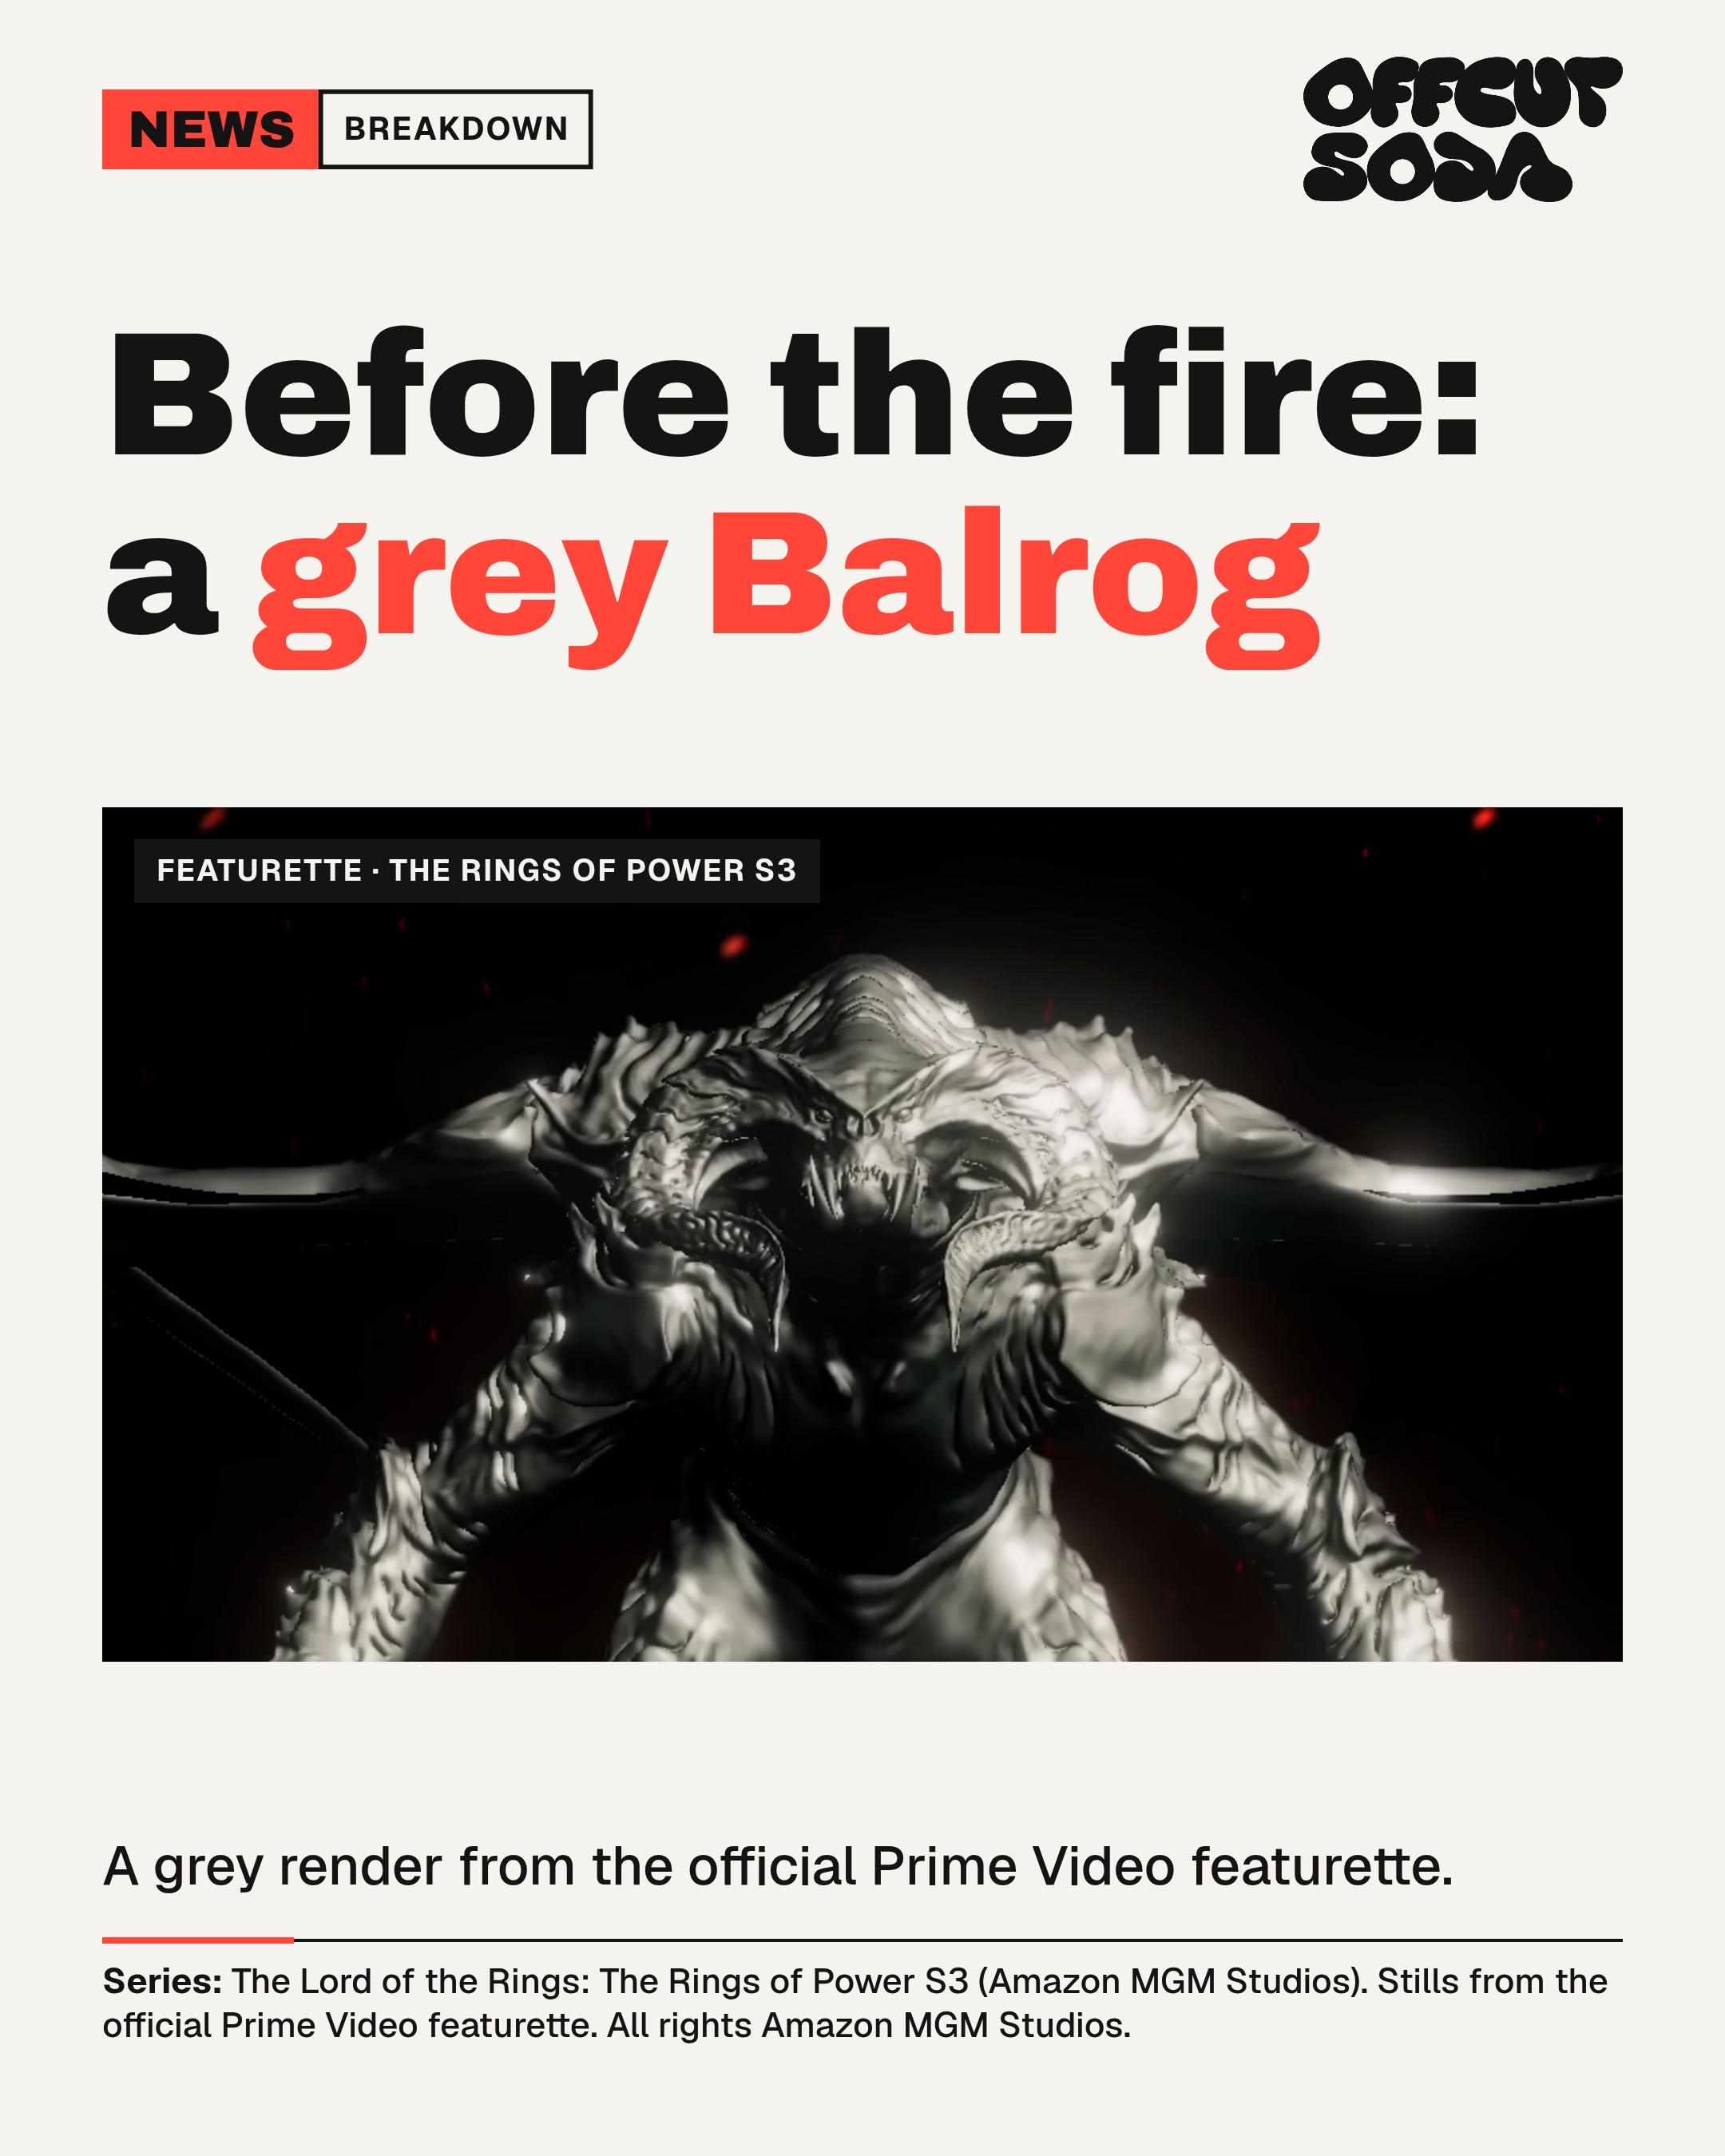 NEWS BREAKDOWN
OFFCUT
SODA
Before the fire:
a grey Balrog
FEATURETTE · THE RINGS OF POWER S3
A grey render from the official Prime Video featurette.
Series: The Lord of the Rings: The Rings of Power S3 (Amazon MGM Studios). Stills from the
official Prime Video featurette. All rights Amazon MGM Studios.